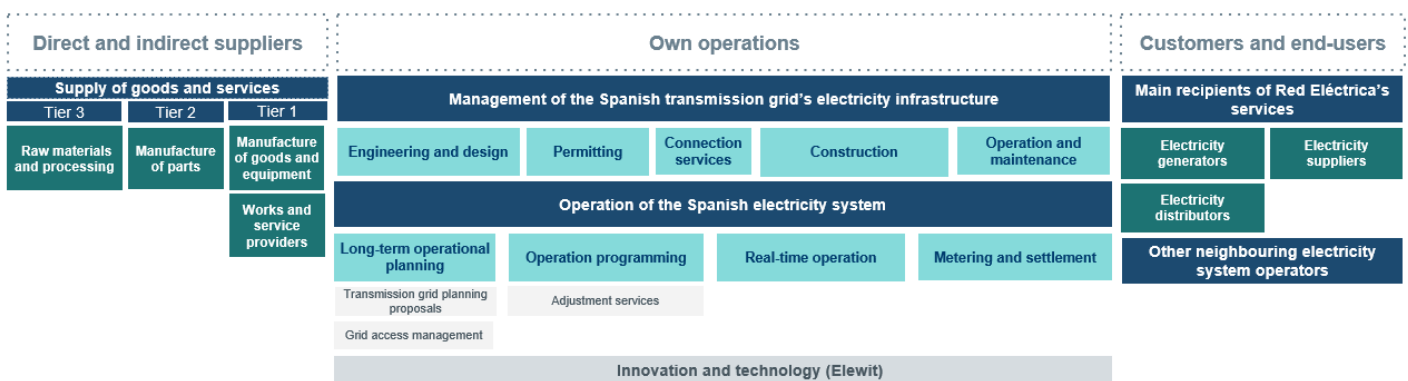 Direct and indirect suppliers
Supply of goods and services
Tier 3
Tier 2
Tier 1
Raw materials
and processing
Manufacture
of parts
Manufacture
of goods and
equipment
Works and
service
providers
Own operations
Management of the Spanish transmission grid's electricity infrastructure
Engineering and design
Permitting
Connection
services
Construction
Operation and
maintenance
Operation of the Spanish electricity system
Long-term operational
planning
Operation programming
Real-time operation
Metering and settlement
Transmission grid planning
proposals
Adjustment services
Grid access management
Innovation and technology (Elewit)
Customers and end-users
Main recipients of Red Eléctrica's
services
Electricity
generators
Electricity
suppliers
Electricity
distributors
Other neighbouring electricity
system operators